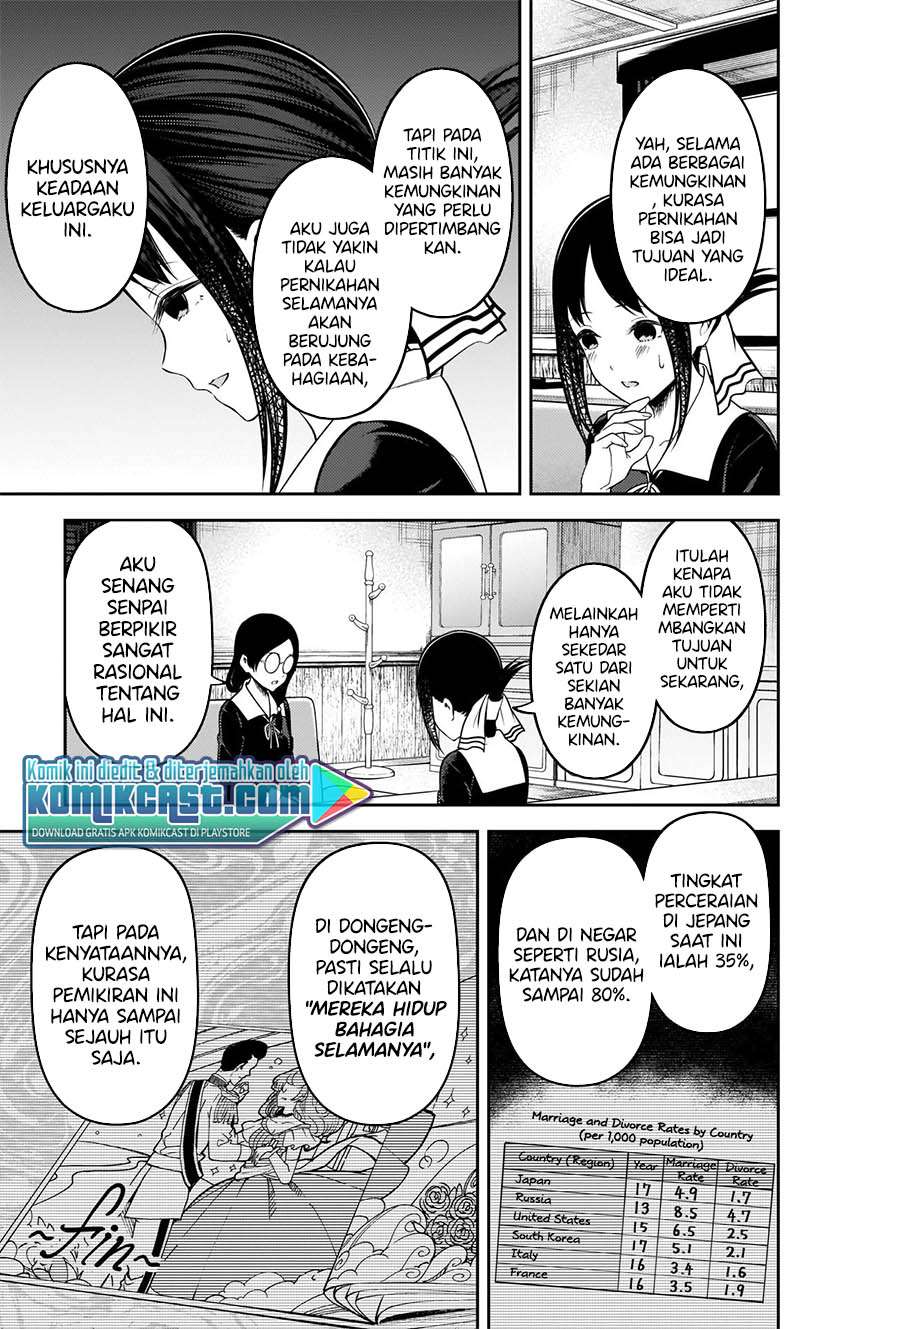 YAH, SELAMA
ADA BERBAGAI
KEMUNGKINAN
, KURASA
PERNIKAHAN
BISA JADI
TUJUAN YANG
IDEAL.
TAPI PADA
TITIK INI,
MASIH BANYAK
KEMUNGKINAN
YANG PERLU
DIPERTIMBANG
KAN.
AKU JUGA
TIDAK YAKIN
KALAU
PERNIKAHAN
SELAMANYA
AKAN
BERUJUNG
PADA KEBA-
HAGIAAN,
KHUSUSNYA
KEADAAN
KELUARGAKU
INI.
ITULAH
KENAPA
AKU TIDAK
MEMPERTI
MBANGKAN
TUJUAN
UNTUK
SEKARANG,
MELAINKAH
HANYA
SEKEDAR
SATU DARI
SEKIAN
BANYAK
KEMUNG-
KINAN.
AKU
SENANG
SENPAI
BERPIKIR
SANGAT
RASIONAL
TENTANG
HAL INI.
Komik ini diedit & diterjemahkan oleh
KOMIKCAST.COM
DOWNLOAD GRATIS APK KOMIKCAST DI PLAYSTORE
TINGKAT
PERCERAIAN
DI JEPANG
SAAT INI
IALAH 35%,
DAN DI NEGAR
SEPERTI RUSIA,
KATANYA SUDAH
SAMPAI 80%.
Marriage and Divorce Rates by Country
(per 1,000 population)
Country (Region) Year Marriage Rate Divorce Rate
Japan 17 4.9 1.7
Russia 13 8.5 4.7
United States 15 6.5 2.5
South Korea 17 5.1 2.1
Italy 16 3.4 1.6
France 16 3.5 1.9
DI DONGENG-
DONGENG,
PASTI SELALU
DIKATAKAN
"MEREKA HIDUP
BAHAGIA
SELAMANYA",
TAPI PADA
KENYATAANNYA,
KURASA
PEMIKIRAN INI
HANYA SAMPAI
SEJAUH ITU
SAJA.
~fin~